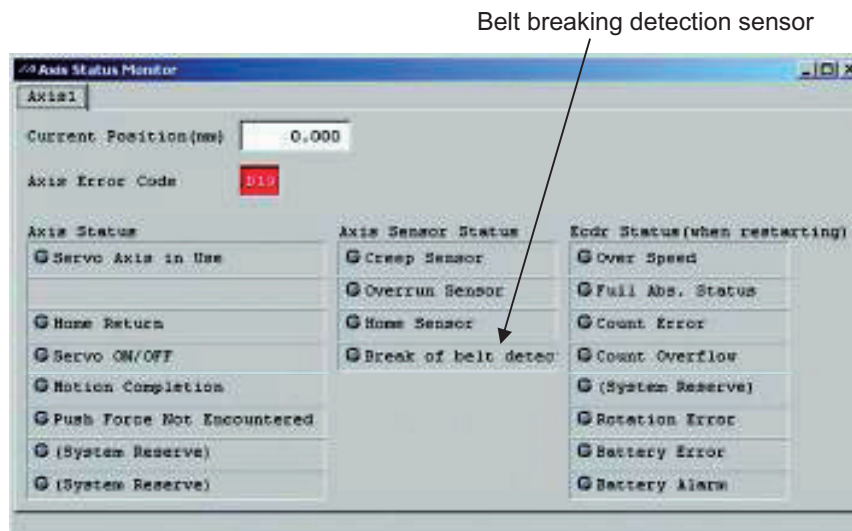 Belt breaking detection sensor
Axis Status Monitor
Axis1
Current Position(mm) 0.000
Axis Error Code D19
Axis Status
Servo Axis in Use
Home Return
Servo ON/OFF
Motion Completion
Push Force Not Encountered
(System Reserve)
(System Reserve)
Axis Sensor Status
Creep Sensor
Overrun Sensor
Home Sensor
Break of belt detec
Ecdr Status(when restarting)
Over Speed
Full Abs. Status
Count Error
Count Overflow
(System Reserve)
Rotation Error
Battery Error
Battery Alarm